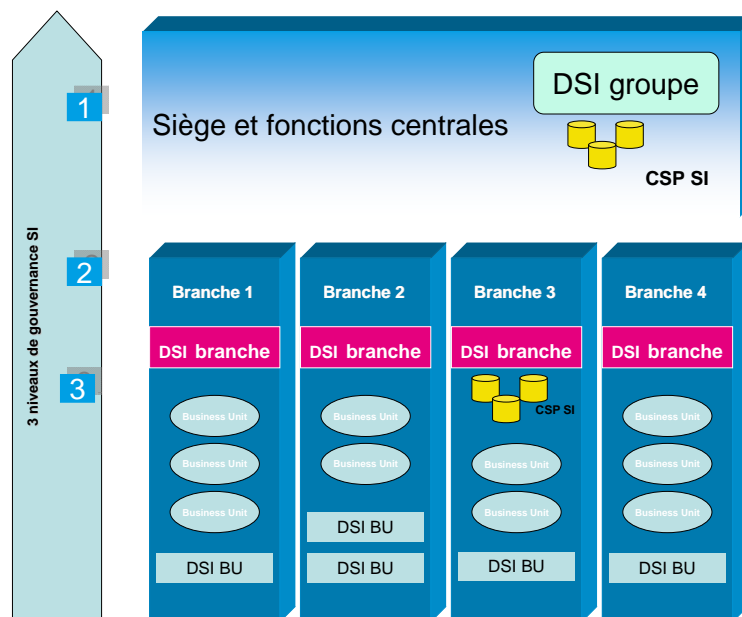 DSI groupe
1
Siège et fonctions centrales
CSP SI
3 niveaux de gouvernance SI
2
3
Branche 1
DSI branche
Business Unit
Business Unit
Business Unit
DSI BU
Branche 2
DSI branche
Business Unit
Business Unit
DSI BU
DSI BU
Branche 3
DSI branche
CSP SI
Business Unit
Business Unit
DSI BU
Branche 4
DSI branche
Business Unit
Business Unit
Business Unit
DSI BU